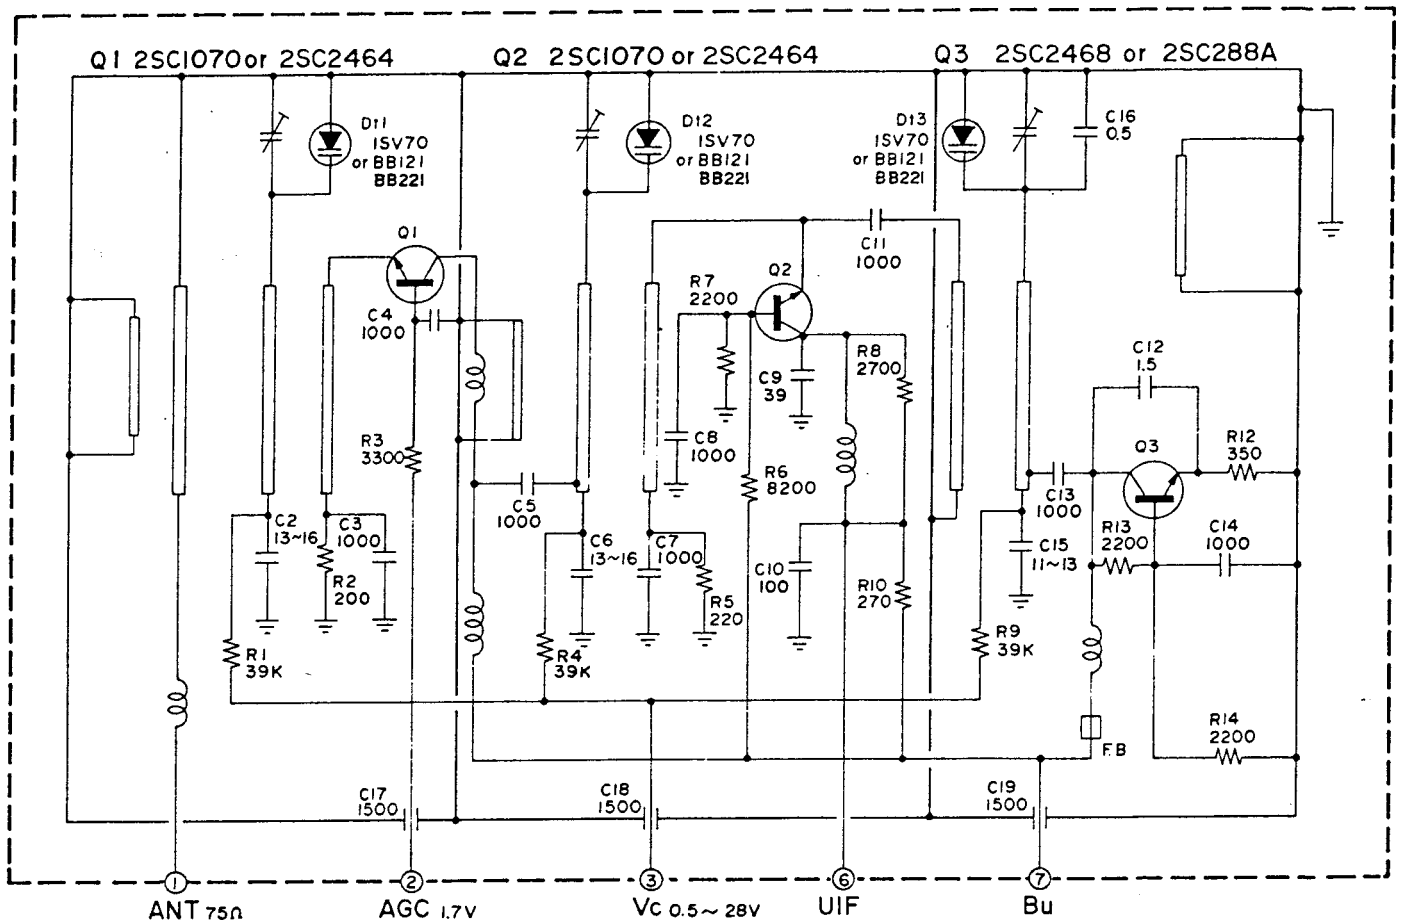 Q1 2SC1070 or 2SC2464
Q2 2SC1070 or 2SC2464
Q3 2SC2468 or 2SC288A
Dt1
1SV70
or BB121
BB221
Dt2
1SV70
or BB121
BB221
Dt3
1SV70
or BB121
BB221
C16
0.5
Q1
C11
1000
Q2
R7
2200
C4
1000
R8
2700
C9
39
C12
1.5
R3
3300
C8
1000
R6
8200
Q3
R12
350
C5
1000
C13
1000
C2
13~16
C3
1000
C6
13~16
C7
1000
R13
2200
C14
1000
C15
11~13
R2
200
C10
100
R10
270
R5
220
R1
39K
R4
39K
R9
39K
F.B
R14
2200
C17
1500
C18
1500
C19
1500
1
2
3
6
7
ANT 75Ω
AGC 1.7V
Vc 0.5~28V
UIF
Bu